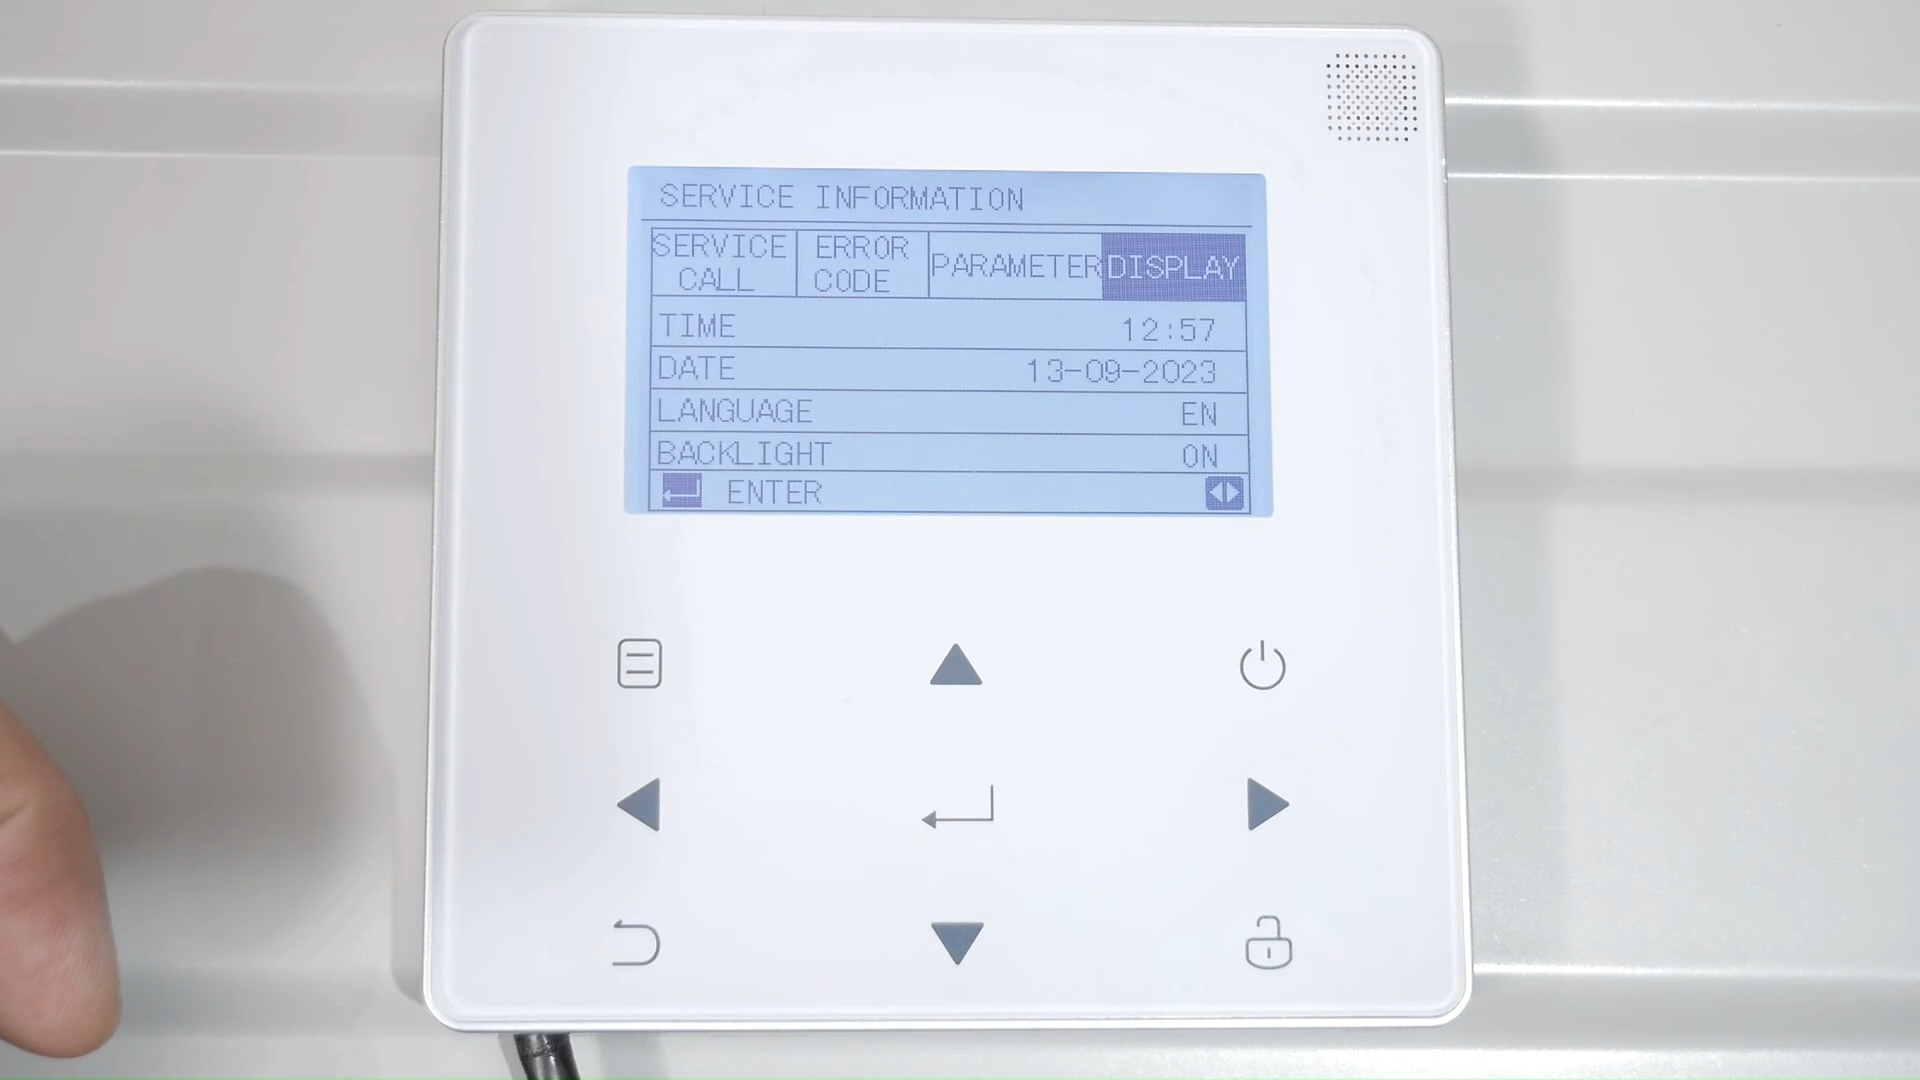 SERVICE INFORMATION
SERVICE CALL
ERROR CODE
PARAMETER
DISPLAY
TIME 12:57
DATE 13-09-2023
LANGUAGE EN
BACKLIGHT ON
ENTER